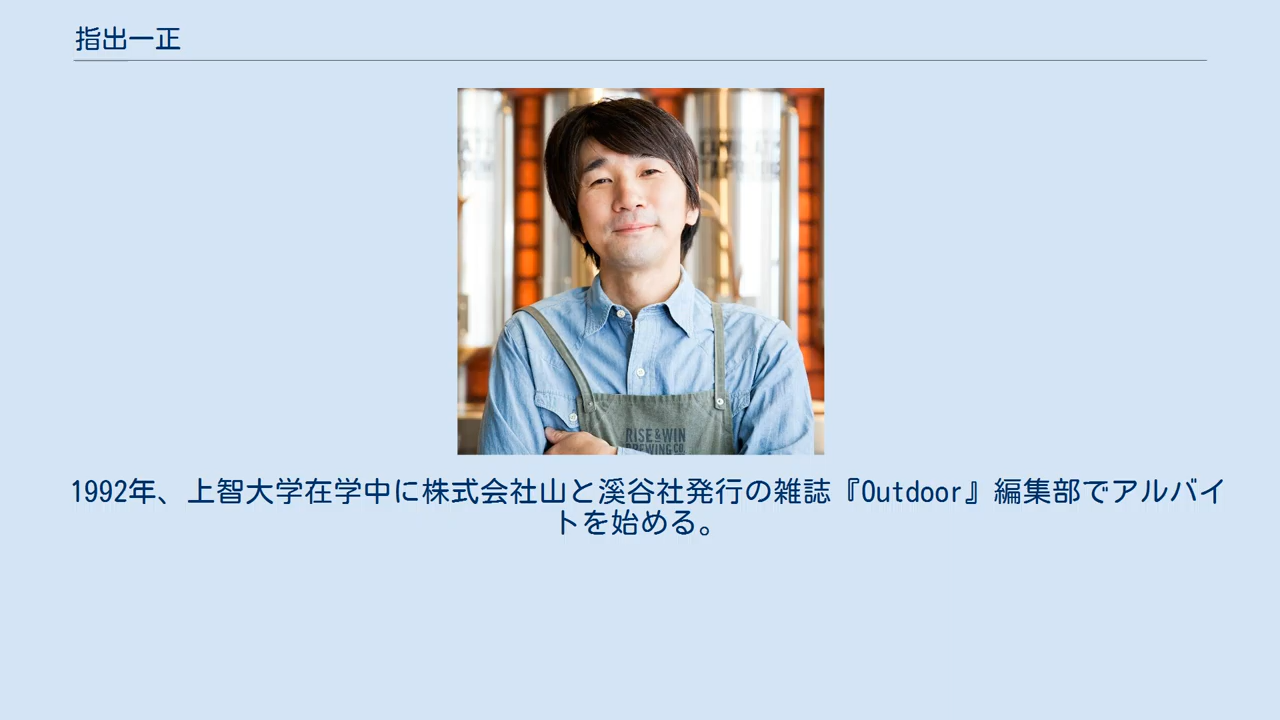 指出一正
RISE&WIN
BREWING CO.
1992年、上智大学在学中に株式会社山と溪谷社発行の雑誌『Outdoor』編集部でアルバイ
トを始める。